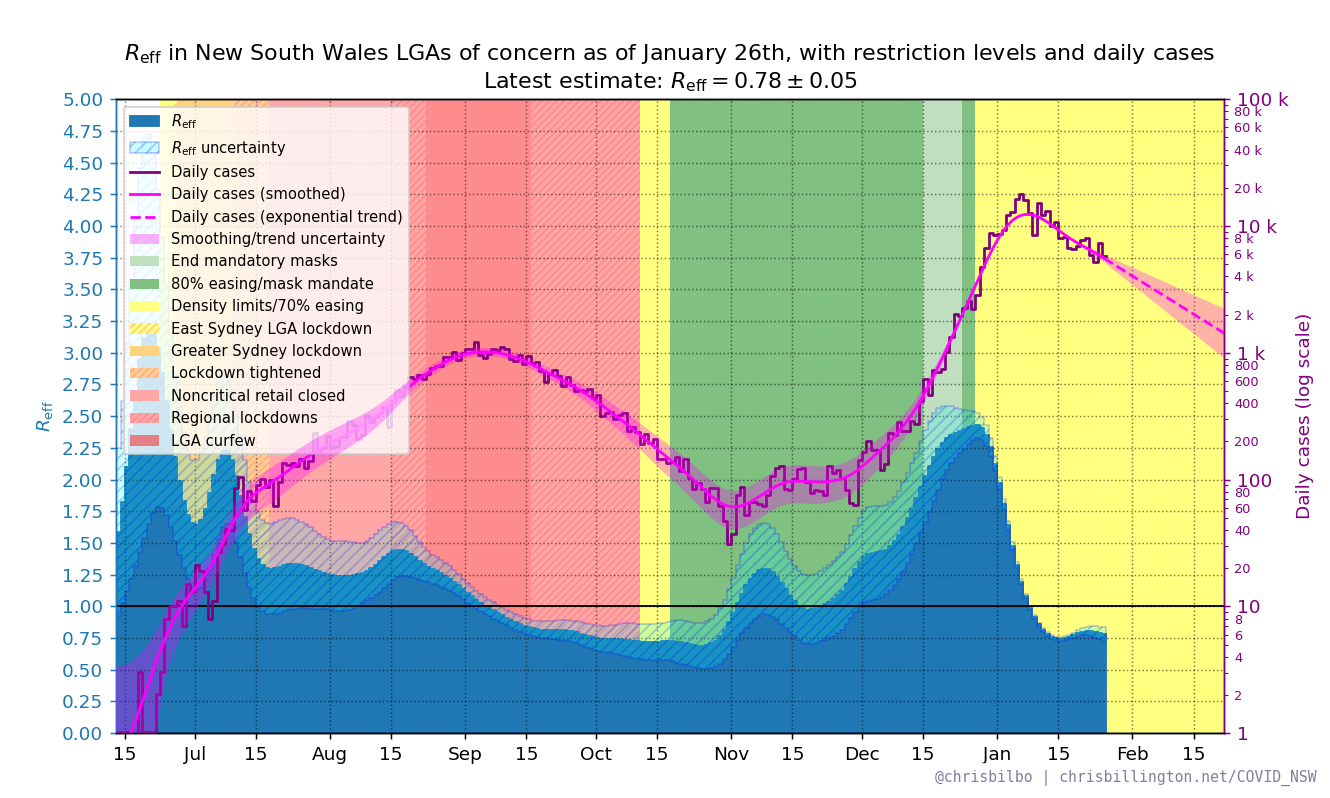 Reff in New South Wales LGAs of concern as of January 26th, with restriction levels and daily cases
Latest estimate: Reff = 0.78 ± 0.05
5.00
4.75
4.50
4.25
4.00
3.75
3.50
3.25
3.00
2.75
2.50
2.25
2.00
1.75
1.50
1.25
1.00
0.75
0.50
0.25
0.00
Reff
Reff
Reff uncertainty
Daily cases
Daily cases (smoothed)
Daily cases (exponential trend)
Smoothing/trend uncertainty
End mandatory masks
80% easing/mask mandate
Density limits/70% easing
East Sydney LGA lockdown
Greater Sydney lockdown
Lockdown tightened
Noncritical retail closed
Regional lockdowns
LGA curfew
100 k
80 k
60 k
40 k
20 k
10 k
8 k
6 k
4 k
2 k
1 k
800
600
400
200
100
80
60
40
20
10
8
6
4
2
1
Daily cases (log scale)
15 Jul 15 Aug 15 Sep 15 Oct 15 Nov 15 Dec 15 Jan 15 Feb 15
@chrisbilbo | chrisbillington.net/COVID_NSW